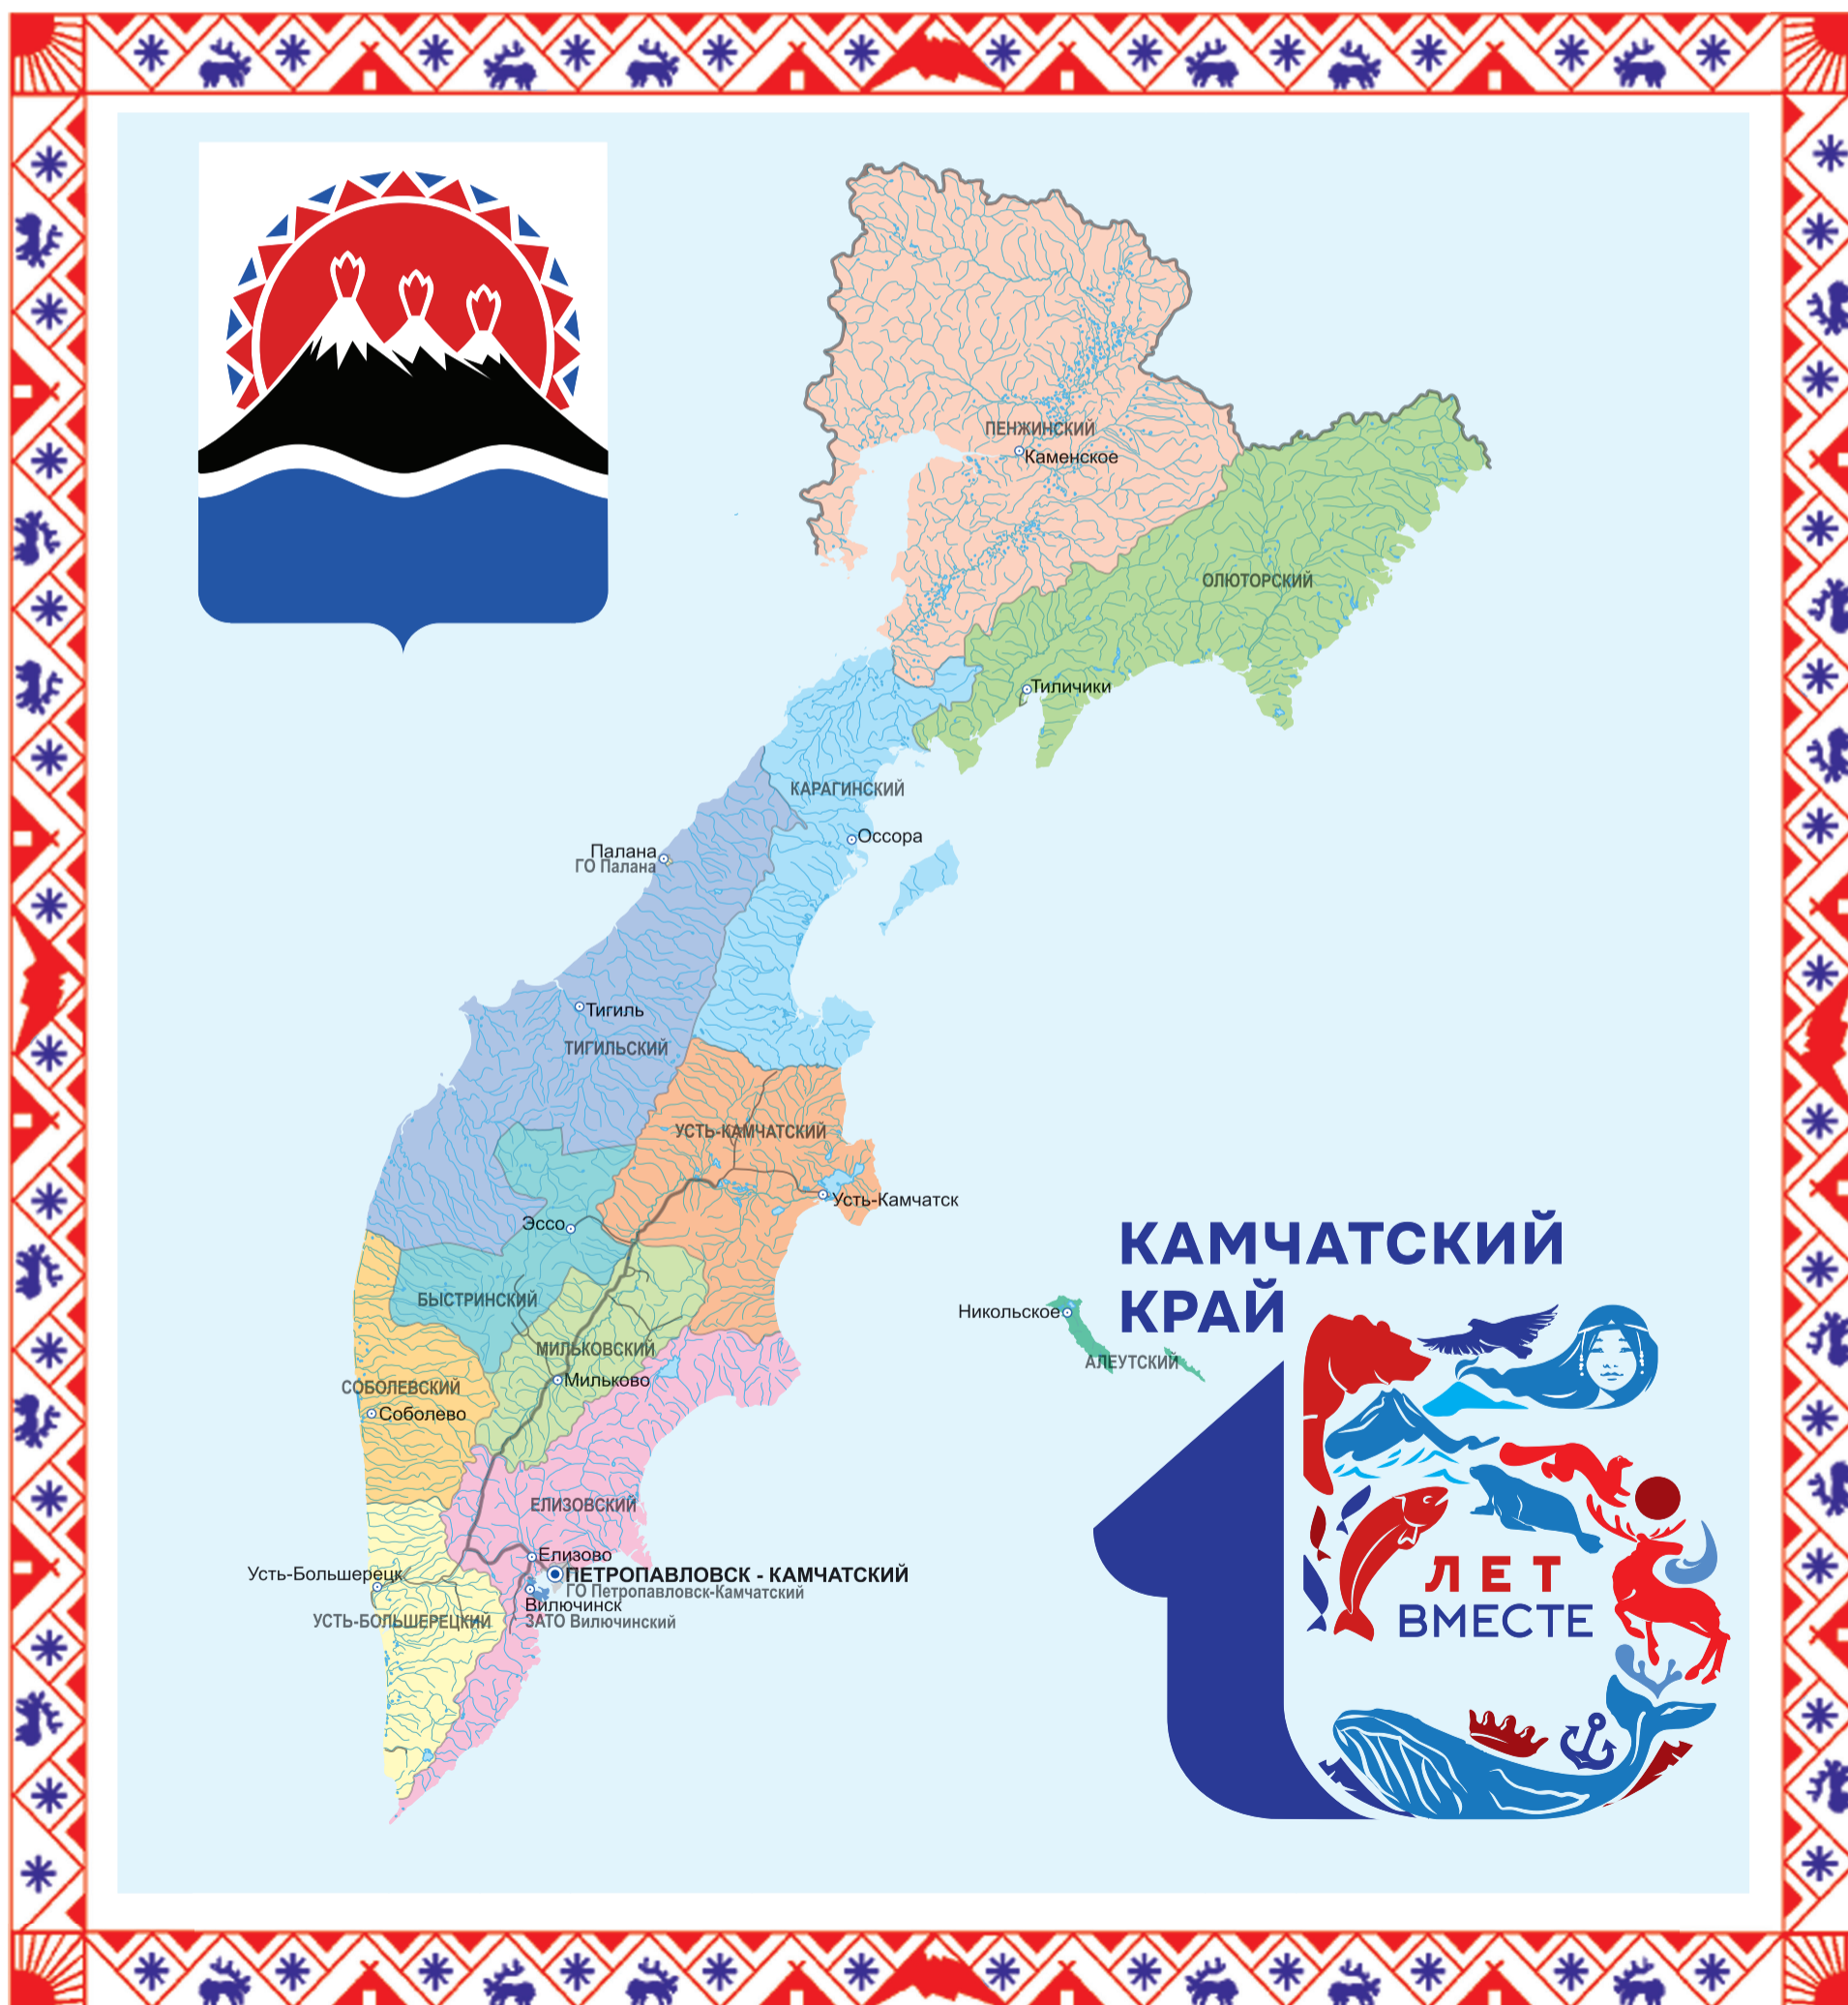 ПЕНЖИНСКИЙ
Каменское
ОЛЮТОРСКИЙ
Тиличики
КАРАГИНСКИЙ
Оссора
Палана
ГО Палана
Тигиль
ТИГИЛЬСКИЙ
УСТЬ-КАМЧАТСКИЙ
Усть-Камчатск
Эссо
БЫСТРИНСКИЙ
МИЛЬКОВСКИЙ
Мильково
СОБОЛЕВСКИЙ
Соболево
Никольское
АЛЕУТСКИЙ
ЕЛИЗОВСКИЙ
Елизово
ПЕТРОПАВЛОВСК - КАМЧАТСКИЙ
ГО Петропавловск-Камчатский
Вилючинск
ЗАТО Вилючинский
Усть-Большерецк
УСТЬ-БОЛЬШЕРЕЦКИЙ
КАМЧАТСКИЙ
КРАЙ
15
ЛЕТ
ВМЕСТЕ